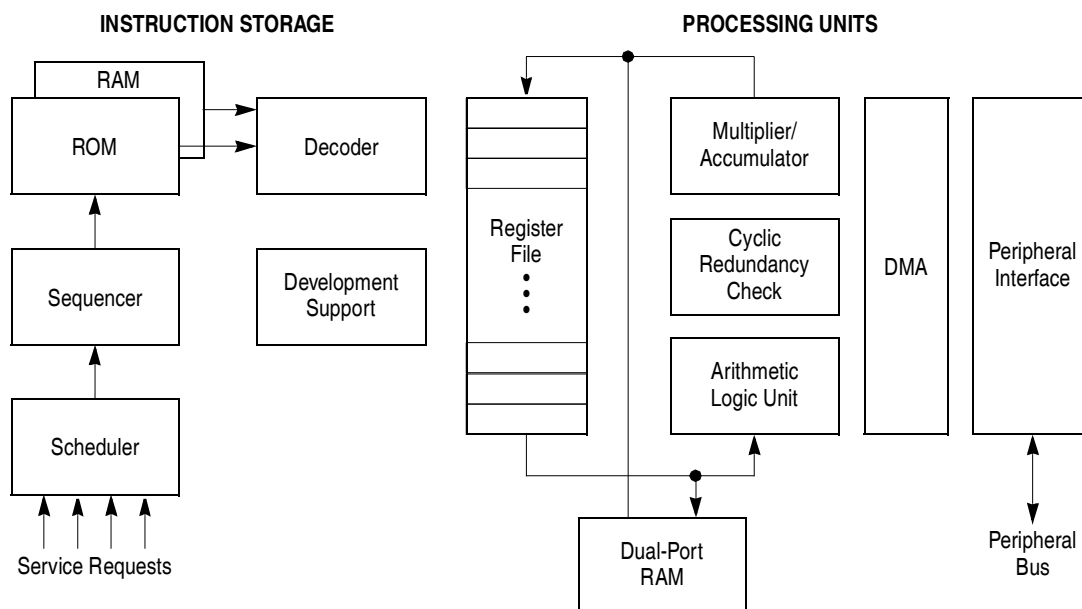 INSTRUCTION STORAGE
PROCESSING UNITS
RAM
ROM
Decoder
Sequencer
Development
Support
Scheduler
Service Requests
Register
File
Multiplier/
Accumulator
Cyclic
Redundancy
Check
Arithmetic
Logic Unit
DMA
Peripheral
Interface
Dual-Port
RAM
Peripheral
Bus